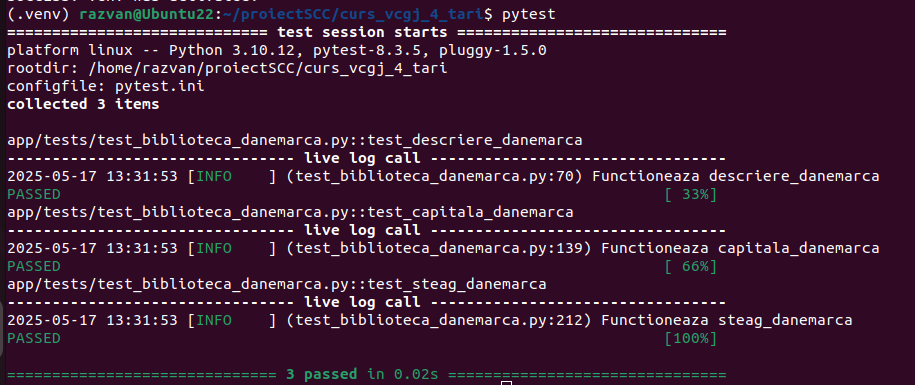 (.venv) razvan@Ubuntu22:~/proiectSCC/curs_vcgj_4_tari$ pytest
============================= test session starts ==============================
platform linux -- Python 3.10.12, pytest-8.3.5, pluggy-1.5.0
rootdir: /home/razvan/proiectSCC/curs_vcgj_4_tari
configfile: pytest.ini
collected 3 items
app/tests/test_biblioteca_danemarca.py::test_descriere_danemarca
-------------------------------- live log call ---------------------------------
2025-05-17 13:31:53 [INFO    ] (test_biblioteca_danemarca.py:70) Functioneaza descriere_danemarca
PASSED                                                                   [ 33%]
app/tests/test_biblioteca_danemarca.py::test_capitala_danemarca
-------------------------------- live log call ---------------------------------
2025-05-17 13:31:53 [INFO    ] (test_biblioteca_danemarca.py:139) Functioneaza capitala_danemarca
PASSED                                                                   [ 66%]
app/tests/test_biblioteca_danemarca.py::test_steag_danemarca
-------------------------------- live log call ---------------------------------
2025-05-17 13:31:53 [INFO    ] (test_biblioteca_danemarca.py:212) Functioneaza steag_danemarca
PASSED                                                                   [100%]
============================== 3 passed in 0.02s ===============================